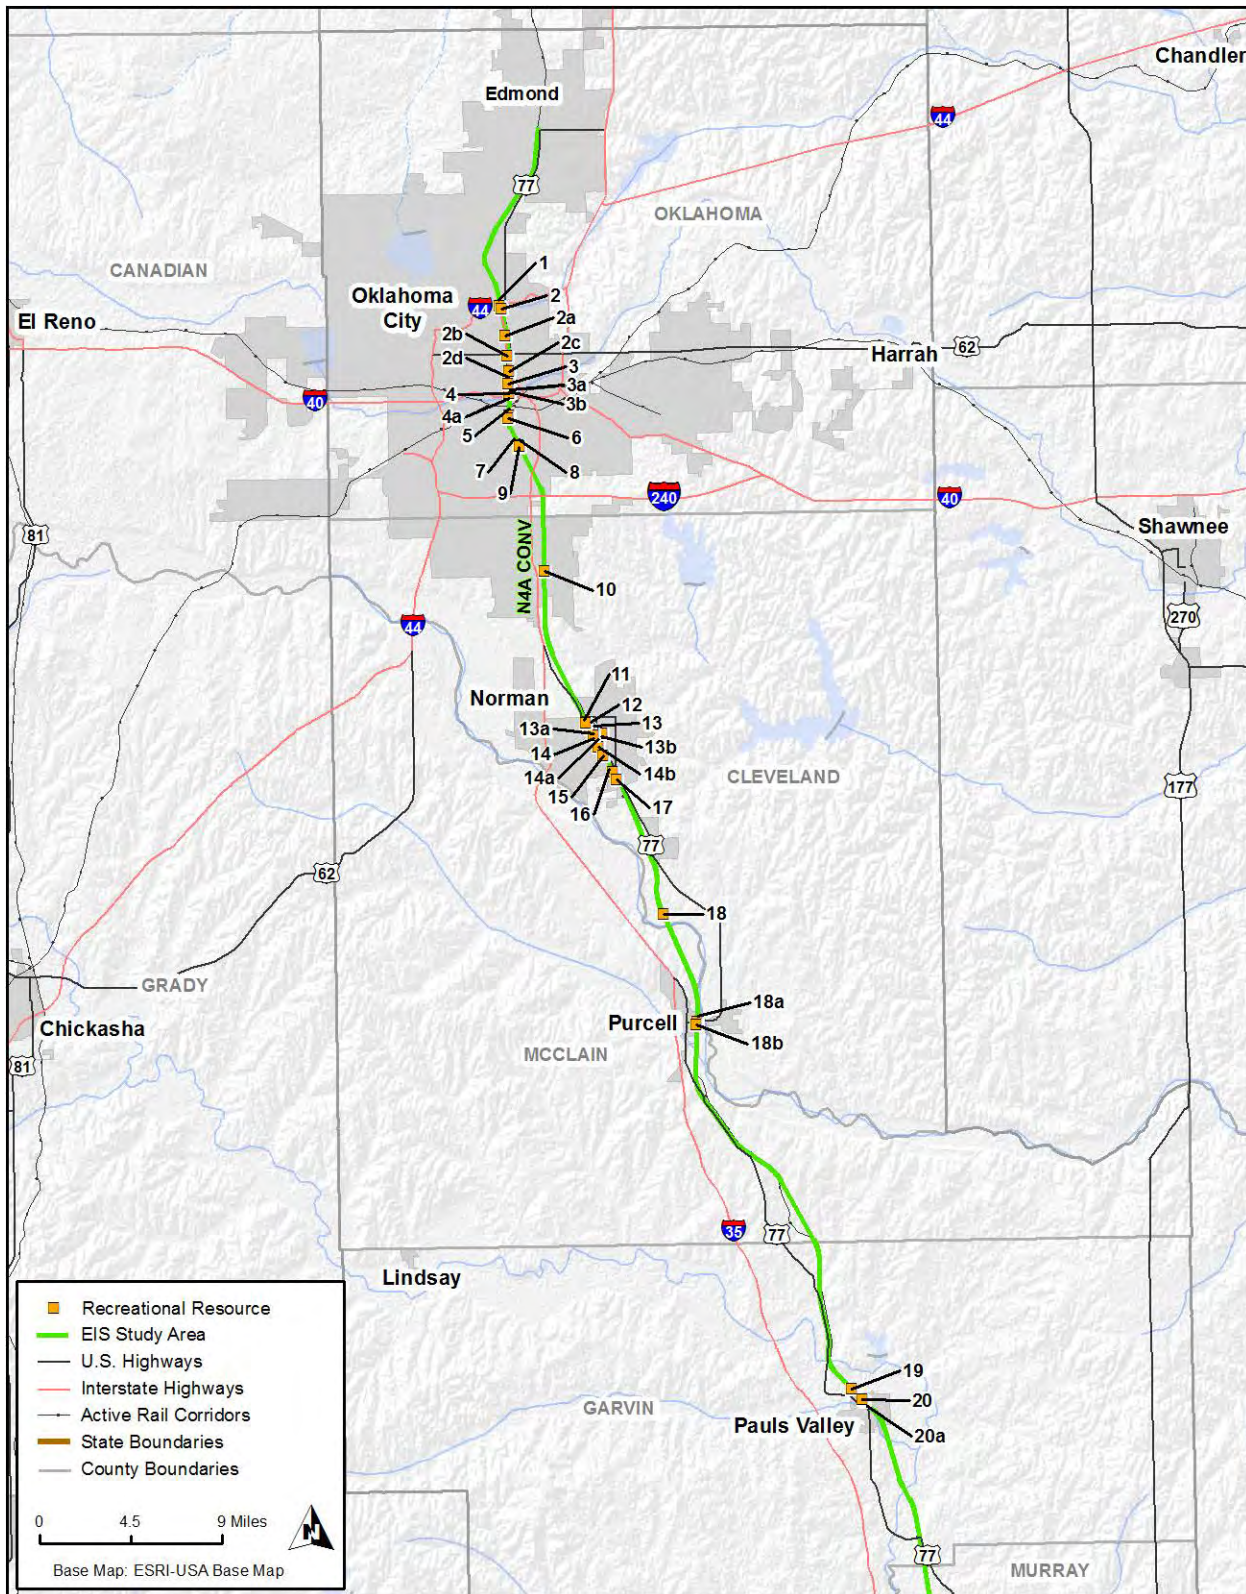 Chandler
Edmond
44
77
OKLAHOMA
CANADIAN
1
Oklahoma
City
44
2
El Reno
2a
2b
2c
62
Harrah
2d
3
3a
4
3b
40
4a
5
6
7
8
9
240
40
81
Shawnee
N4A CONV
10
44
270
11
Norman
12
13
13a
14
13b
14a
14b
CLEVELAND
15
16
17
177
77
62
18
GRADY
18a
Purcell
Chickasha
18b
MCCLAIN
81
35
77
Lindsay
Recreational Resource
EIS Study Area
U.S. Highways
Interstate Highways
Active Rail Corridors
State Boundaries
County Boundaries
0 4.5 9 Miles
N
Base Map: ESRI-USA Base Map
19
GARVIN
20
Pauls Valley
20a
77
MURRAY